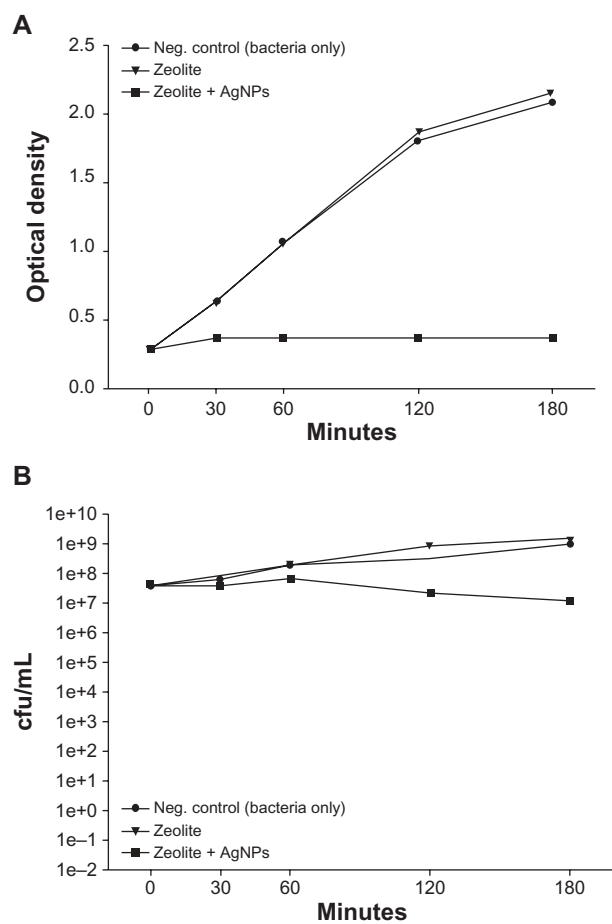 A
Neg. control (bacteria only)
Zeolite
Zeolite + AgNPs
2.5
2.0
1.5
1.0
0.5
0.0
Optical density
0 30 60 120 180
Minutes
B
1e+10
1e+9
1e+8
1e+7
1e+6
1e+5
1e+4
1e+3
1e+2
1e+1
1e+0
1e–1
1e–2
cfu/mL
Neg. control (bacteria only)
Zeolite
Zeolite + AgNPs
0 30 60 120 180
Minutes